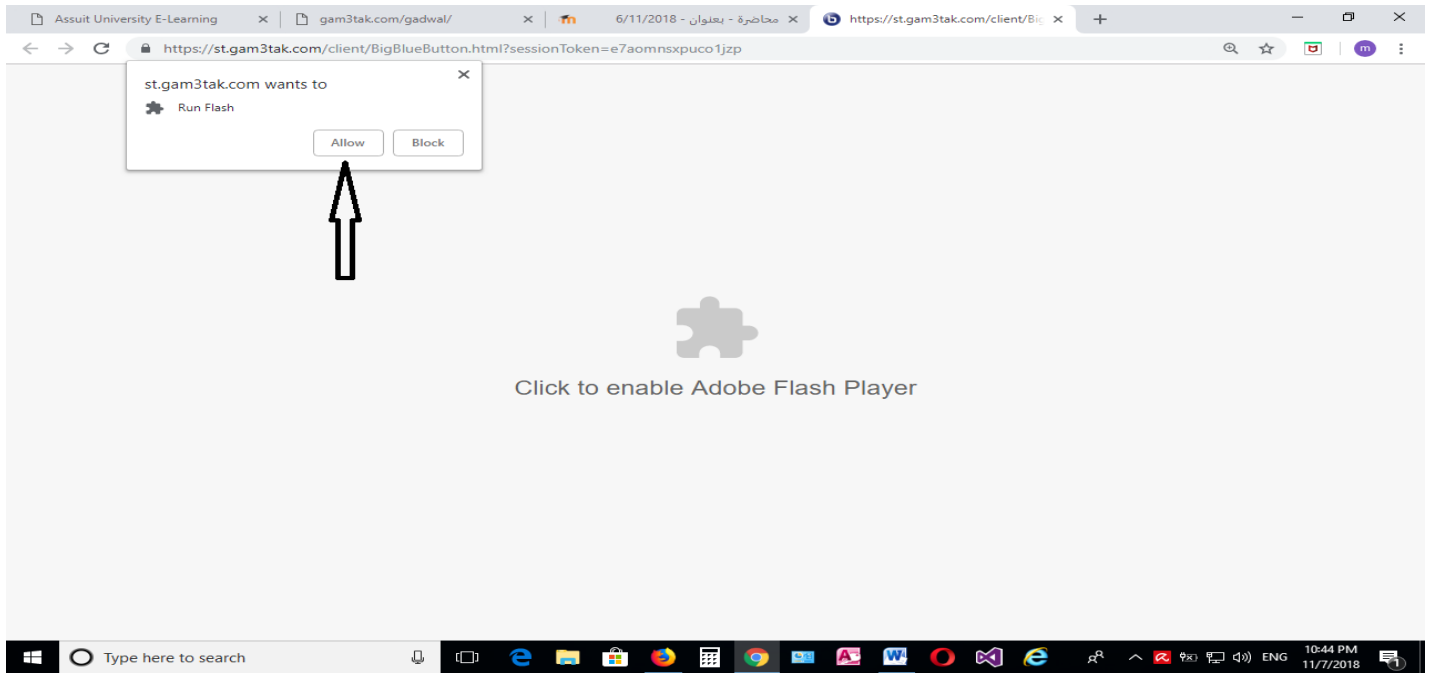 Assuit University E-Learning
gam3tak.com/gadwal/
محاضرة - بعنوان - 6/11/2018
https://st.gam3tak.com/client/Big
https://st.gam3tak.com/client/BigBlueButton.html?sessionToken=e7aomnsxpuco1jzp
m
st.gam3tak.com wants to
Run Flash
Allow
Block
Click to enable Adobe Flash Player
Type here to search
ENG
10:44 PM
11/7/2018
1